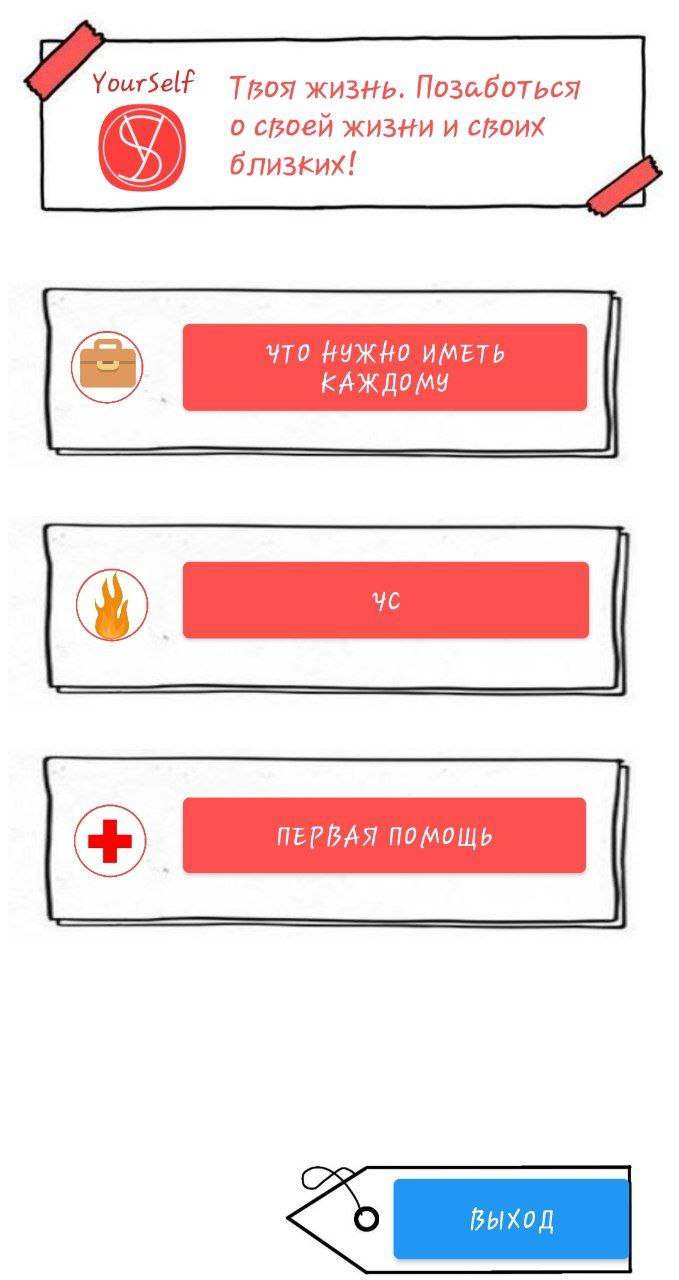 YourSelf
Твоя жизнь. Позаботься
о своей жизни и своих
близких!
ЧТО НУЖНО ИМЕТЬ
КАЖДОМУ
ЧС
ПЕРВАЯ ПОМОЩЬ
ВЫХОД